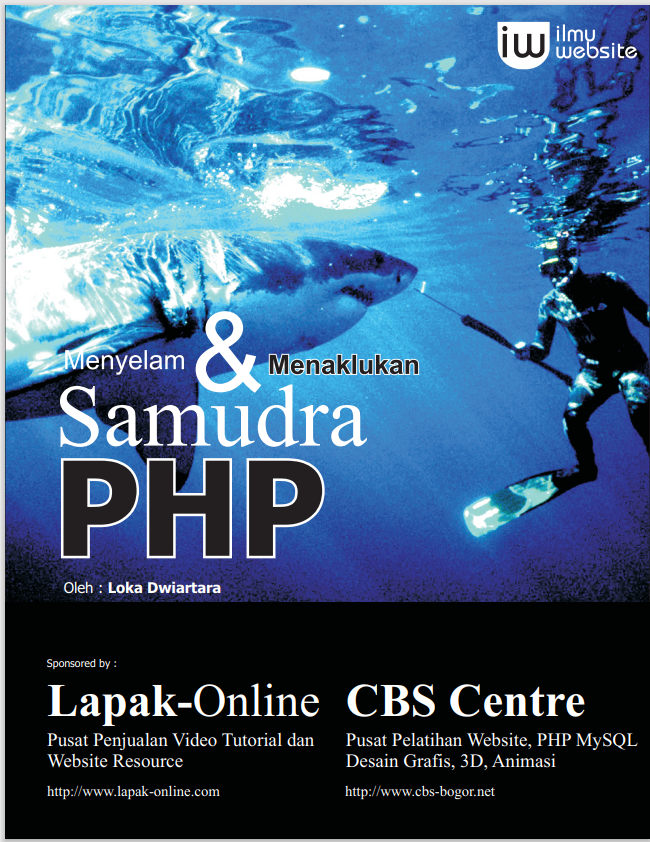 iw ilmu
website
Menyelam & Menaklukan
Samudra
PHP
Oleh : Loka Dwiartara
Sponsored by :
Lapak-Online
Pusat Penjualan Video Tutorial dan
Website Resource
http://www.lapak-online.com
CBS Centre
Pusat Pelatihan Website, PHP MySQL
Desain Grafis, 3D, Animasi
http://www.cbs-bogor.net